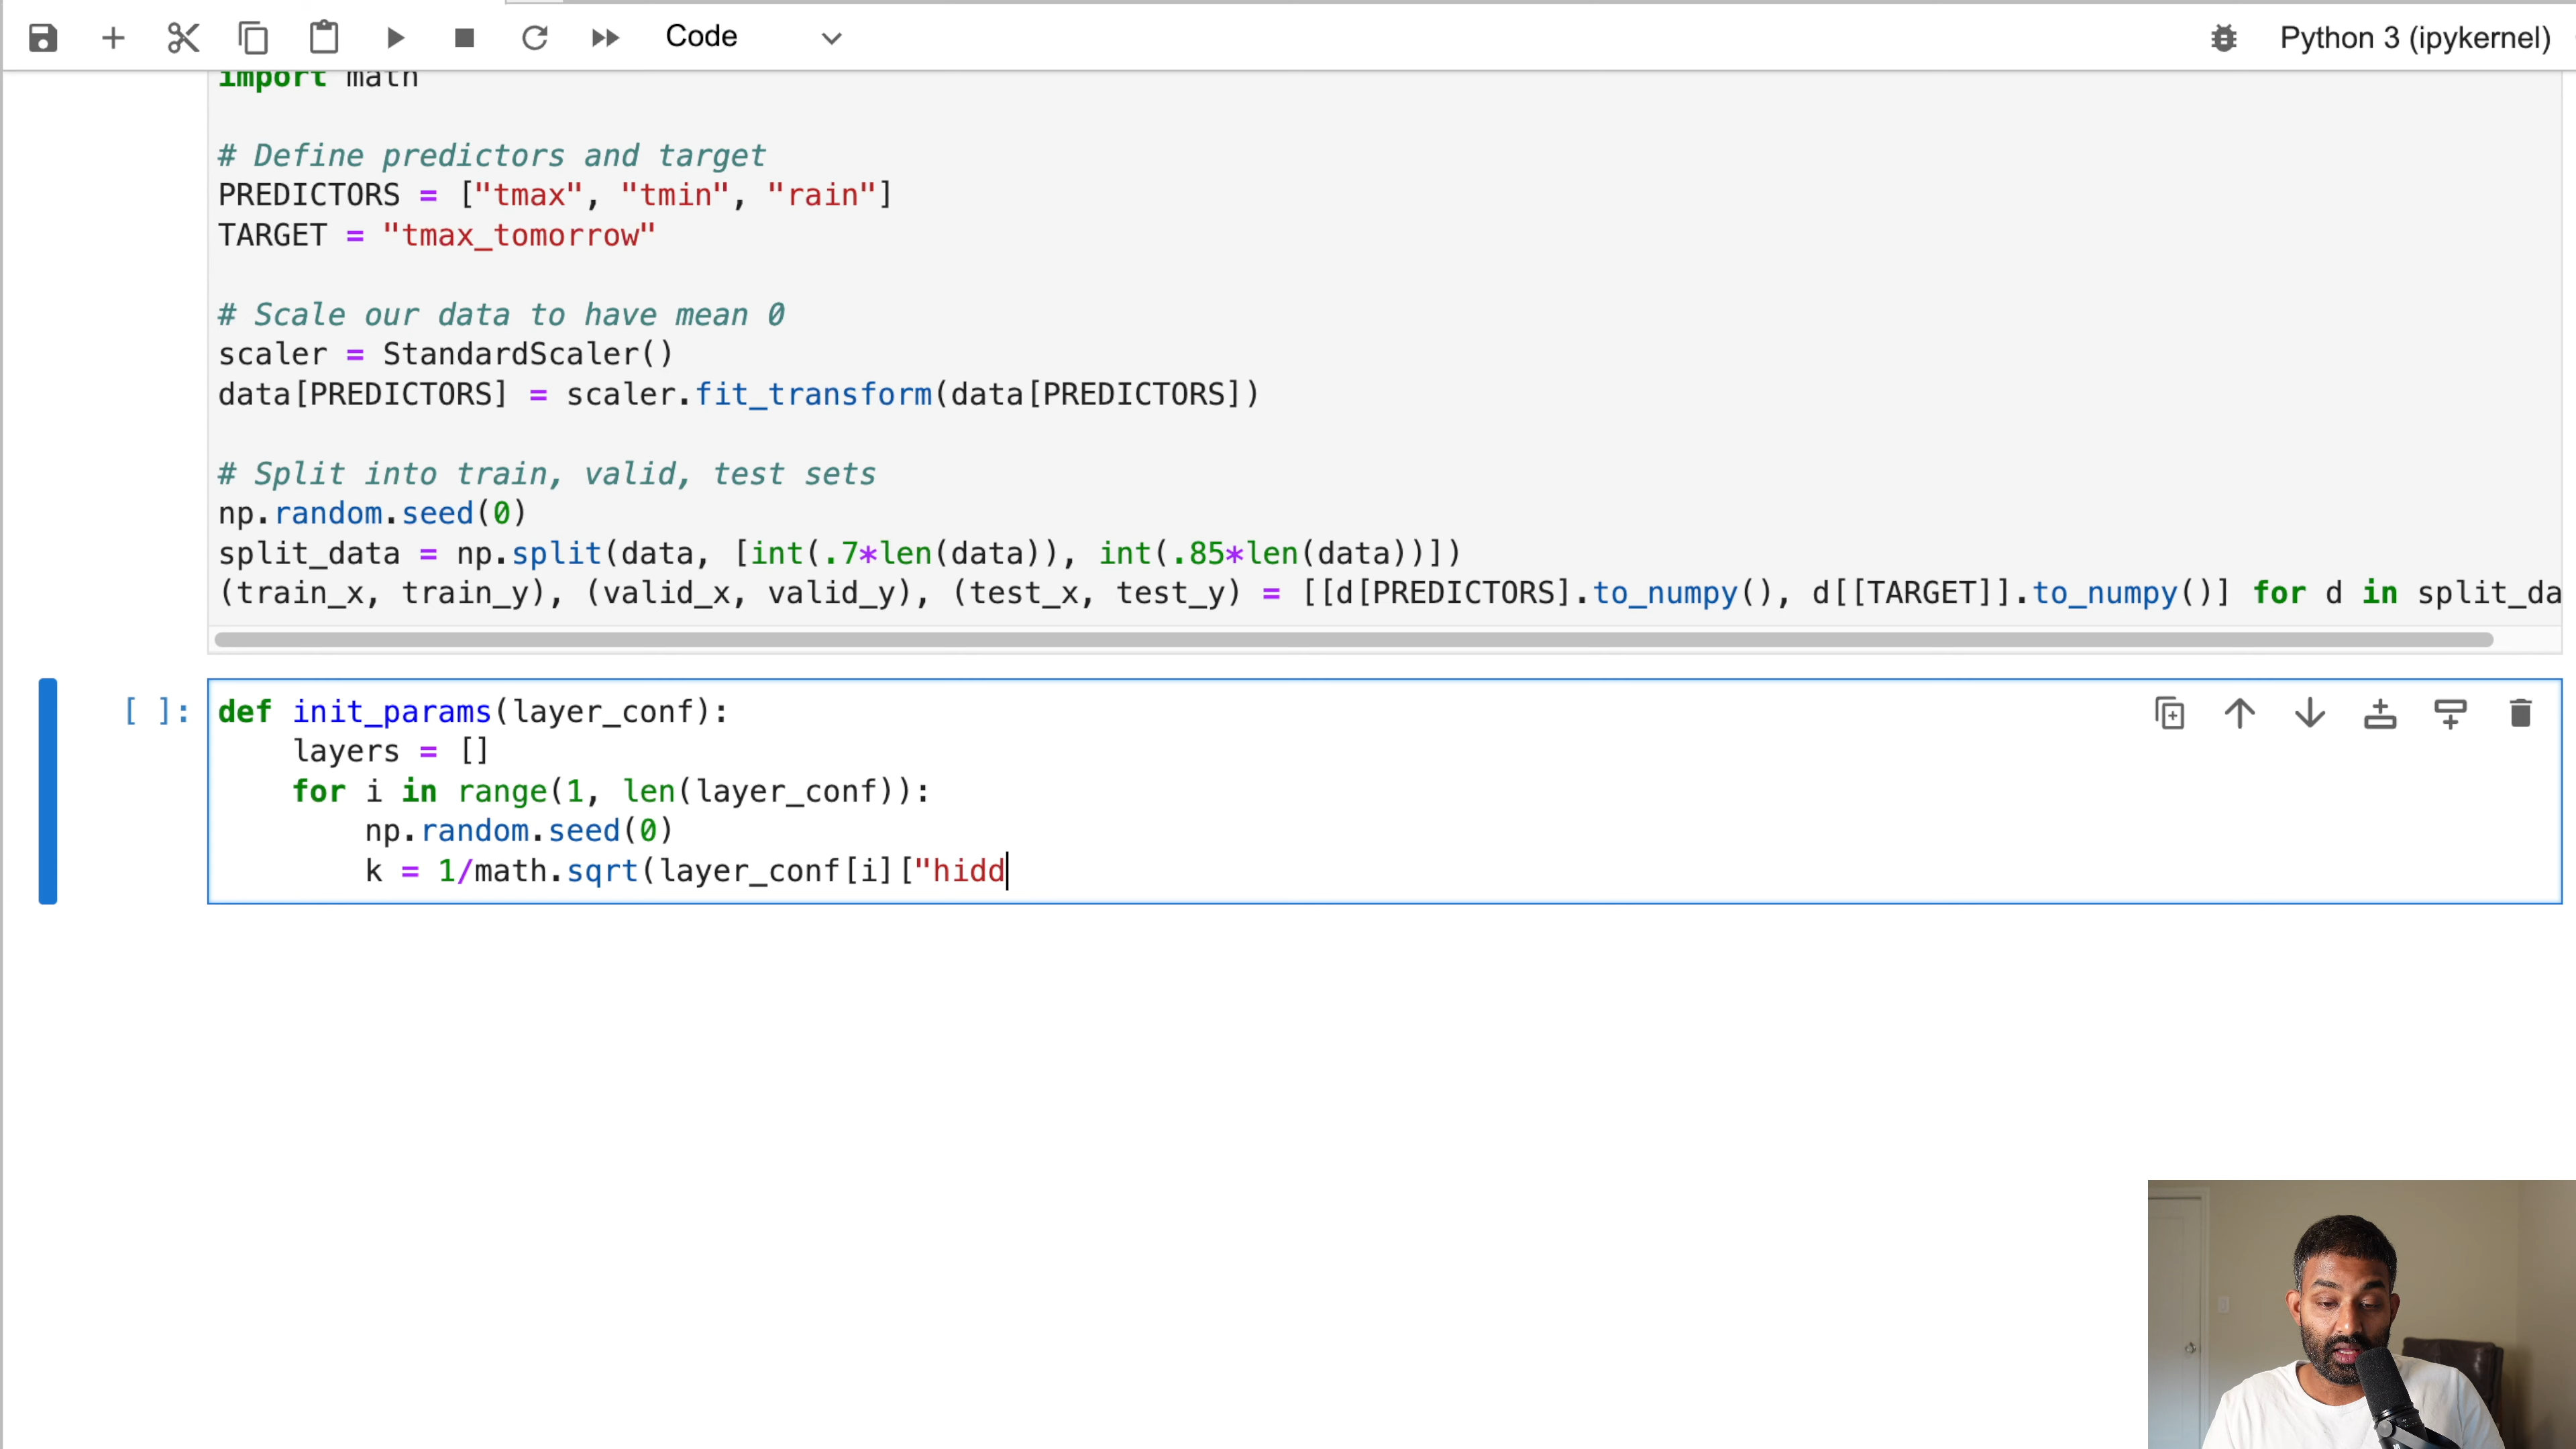 Code
Python 3 (ipykernel)
import math
# Define predictors and target
PREDICTORS = ["tmax", "tmin", "rain"]
TARGET = "tmax_tomorrow"
# Scale our data to have mean 0
scaler = StandardScaler()
data[PREDICTORS] = scaler.fit_transform(data[PREDICTORS])
# Split into train, valid, test sets
np.random.seed(0)
split_data = np.split(data, [int(.7*len(data)), int(.85*len(data))])
(train_x, train_y), (valid_x, valid_y), (test_x, test_y) = [[d[PREDICTORS].to_numpy(), d[[TARGET]].to_numpy()] for d in split_da
[ ]: def init_params(layer_conf):
layers = []
for i in range(1, len(layer_conf)):
np.random.seed(0)
k = 1/math.sqrt(layer_conf[i]["hidd